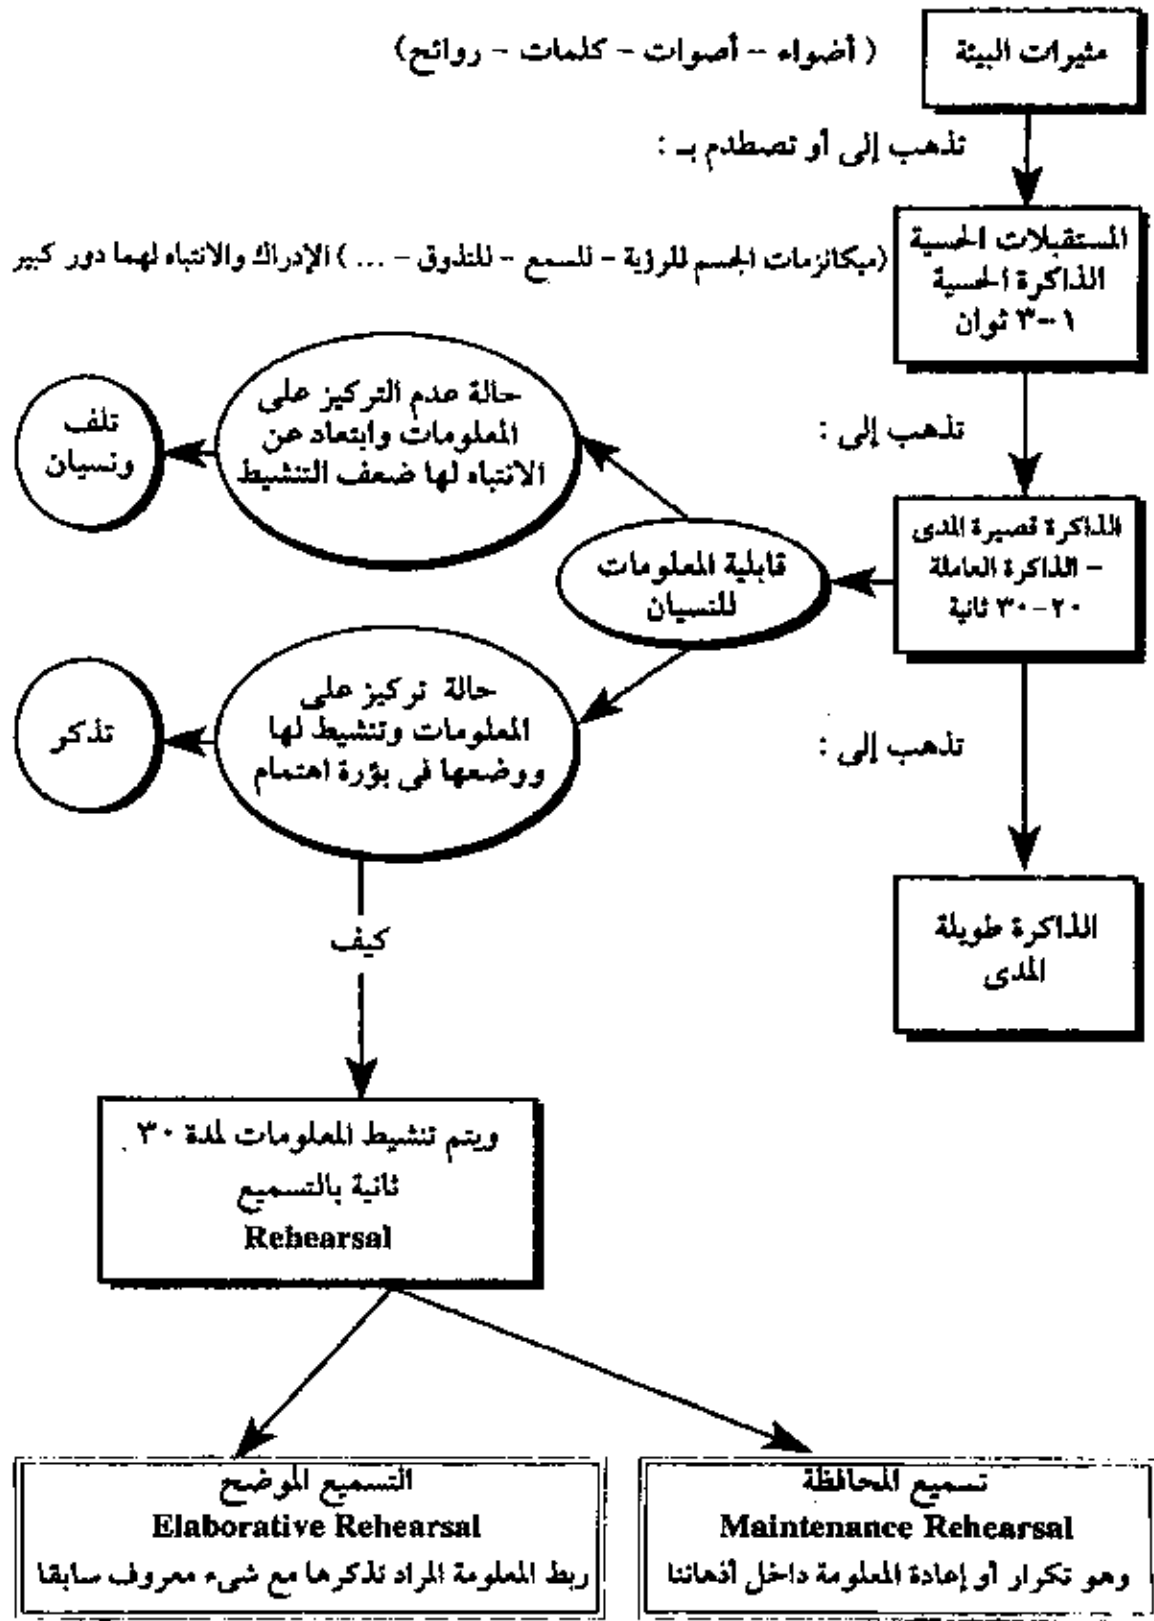 مثيرات البيئة
( أضواء - أصوات - كلمات - روائح)
تذهب إلى أو تصطدم بـ :
المستقبلات الحسية
الذاكرة الحسية
١-٣ ثوان
(ميكانزمات الجسم للرؤية - للسمع - للتذوق - ... ) الإدراك والانتباه لهما دور كبير
تذهب إلى :
الذاكرة قصيرة المدى
- الذاكرة العاملة
٢٠-٣٠ ثانية
قابلية المعلومات
للنسيان
حالة عدم التركيز على
المعلومات وابتعاد عن
الانتباه لها ضعف التنشيط
تلف
ونسيان
حالة تركيز على
المعلومات وتنشيط لها
ووضعها فى بؤرة اهتمام
تذكر
تذهب إلى :
الذاكرة طويلة
المدى
كيف
ويتم تنشيط المعلومات لمدة ٣٠
ثانية بالتسميع
Rehearsal
تسميع المحافظة
Maintenance Rehearsal
وهو تكرار أو إعادة المعلومة داخل أذهاننا
التسميع الموضح
Elaborative Rehearsal
ربط المعلومة المراد تذكرها مع شىء معروف سابقا